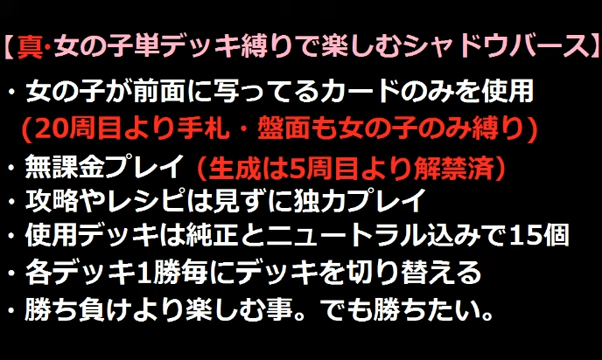 【真・女の子単デッキ縛りで楽しむシャドウバース】
・女の子が前面に写ってるカードのみを使用
(20周目より手札・盤面も女の子のみ縛り)
・無課金プレイ（生成は5周目より解禁済）
・攻略やレシピは見ずに独力プレイ
・使用デッキは純正とニュートラル込みで15個
・各デッキ1勝毎にデッキを切り替える
・勝ち負けより楽しむ事。でも勝ちたい。